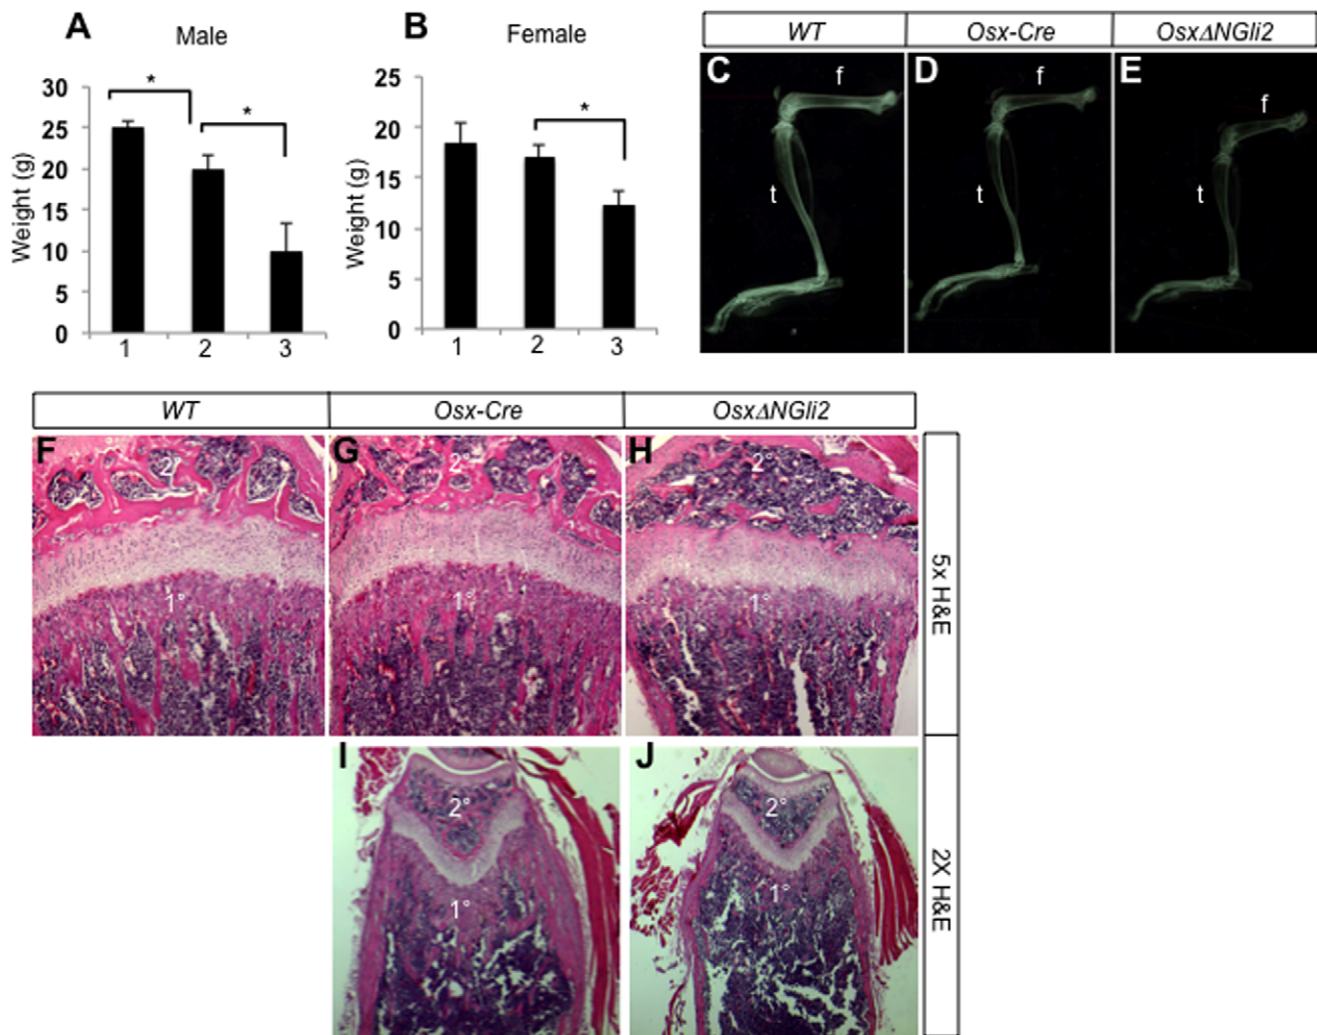 A
Male
Weight (g)
30
25
20
15
10
5
0
*
*
1 2 3
B
Female
Weight (g)
25
20
15
10
5
0
*
1 2 3
WT Osx-Cre OsxΔNGli2
C
f
t
D
f
t
E
f
t
WT Osx-Cre OsxΔNGli2
F
2°
1°
G
2°
1°
H
2°
1°
5x H&E
I
2°
1°
J
2°
1°
2X H&E